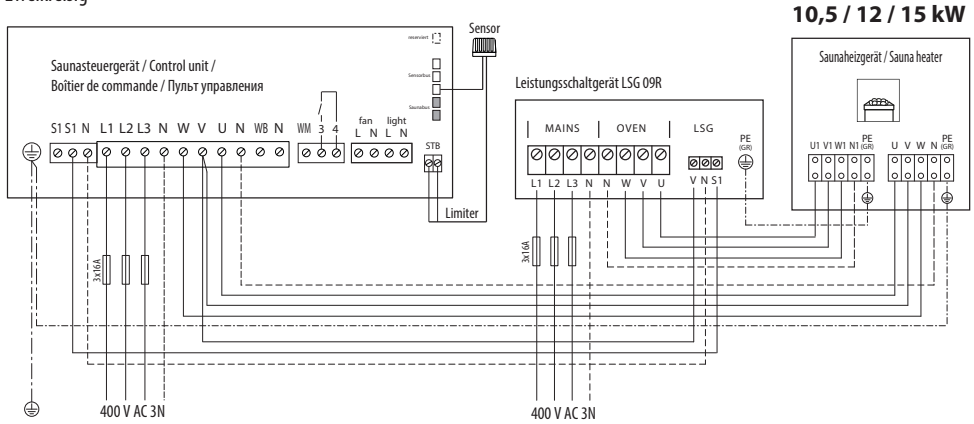 10,5 / 12 / 15 kW
Saunasteuergerät / Control unit /
Boîtier de commande / Пульт управления
reserviert
Sensorbus
Saunabus
Sensor
S1 S1 N L1 L2 L3 N W V U N WB N WM 3 4
fan light
L N L N
STB
Limiter
3x16A
400 V AC 3N
Leistungsschaltgerät LSG 09R
MAINS OVEN LSG
PE
(GR)
L1 L2 L3 N N W V U V N S1
3x16A
400 V AC 3N
Saunaheizgerät / Sauna heater
U1 V1 W1 N1 PE
(GR)
U V W N PE
(GR)